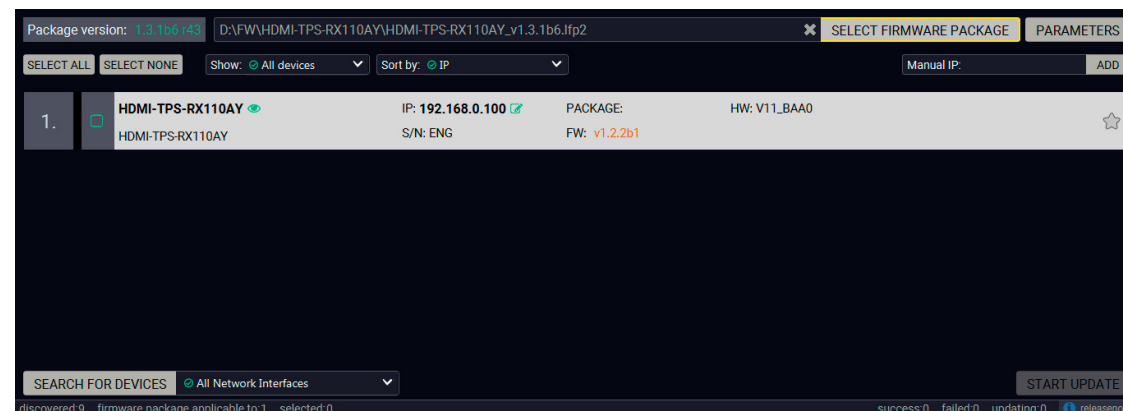 Package version: 1.3.1b6 r43 D:\FW\HDMI-TPS-RX110AY\HDMI-TPS-RX110AY_v1.3.1b6.lfp2 SELECT FIRMWARE PACKAGE PARAMETERS
SELECT ALL SELECT NONE Show: All devices Sort by: IP Manual IP: ADD
1. HDMI-TPS-RX110AY IP: 192.168.0.100 PACKAGE: HW: V11_BAA0
HDMI-TPS-RX110AY S/N: ENG FW: v1.2.2b1
SEARCH FOR DEVICES All Network Interfaces START UPDATE
discovered:9 firmware package applicable to:1 selected:0 success:0 failed:0 updating:0